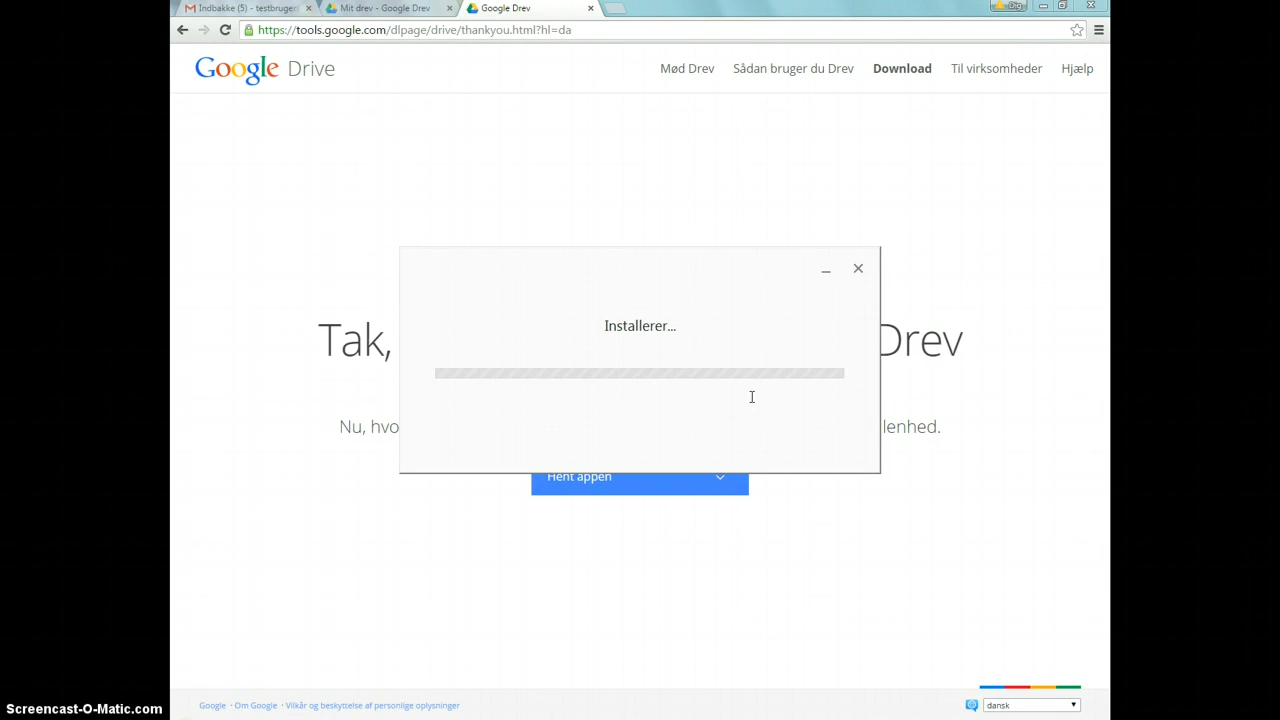 Indbakke (5) - testbruger
Mit drev - Google Drev
Google Drev
Dig
https://tools.google.com/dlpage/drive/thankyou.html?hl=da
Google Drev
Mød Drev
Sådan bruger du Drev
Download
Til virksomheder
Hjælp
Installerer...
Tak,
Drev
Nu, hvo
lenhed.
Hent appen
Google · Om Google · Vilkår og beskyttelse af personlige oplysninger
dansk
Screencast-O-Matic.com